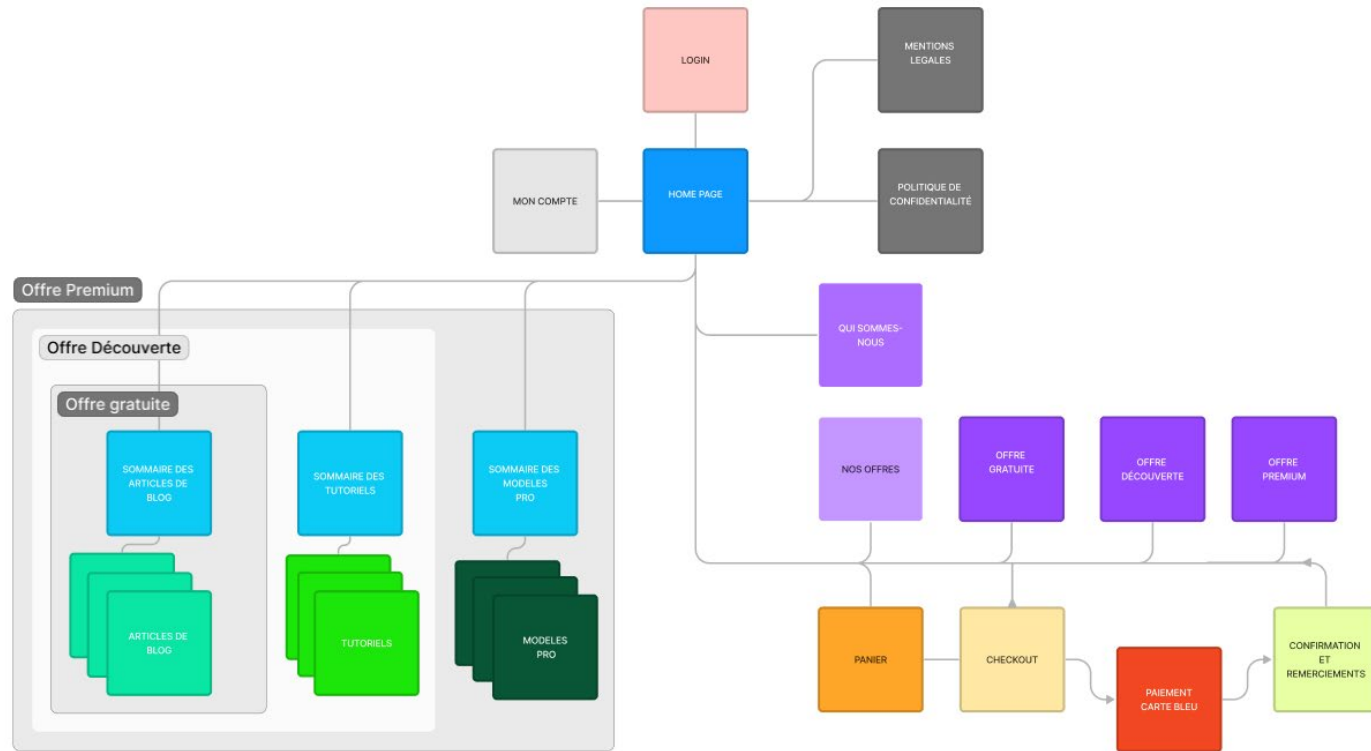 LOGIN
MENTIONS
LEGALES
MON COMPTE
HOME PAGE
POLITIQUE DE
CONFIDENTIALITÉ
Offre Premium
QUI SOMMES-
NOUS
Offre Découverte
Offre gratuite
SOMMAIRE DES
ARTICLES DE
BLOG
SOMMAIRE DES
TUTORIELS
SOMMAIRE DES
MODELES
PRO
NOS OFFRES
OFFRE
GRATUITE
OFFRE
DÉCOUVERTE
OFFRE
PREMIUM
ARTICLES DE
BLOG
TUTORIELS
MODELES
PRO
PANIER
CHECKOUT
PAIEMENT
CARTE BLEU
CONFIRMATION
ET
REMERCIEMENTS